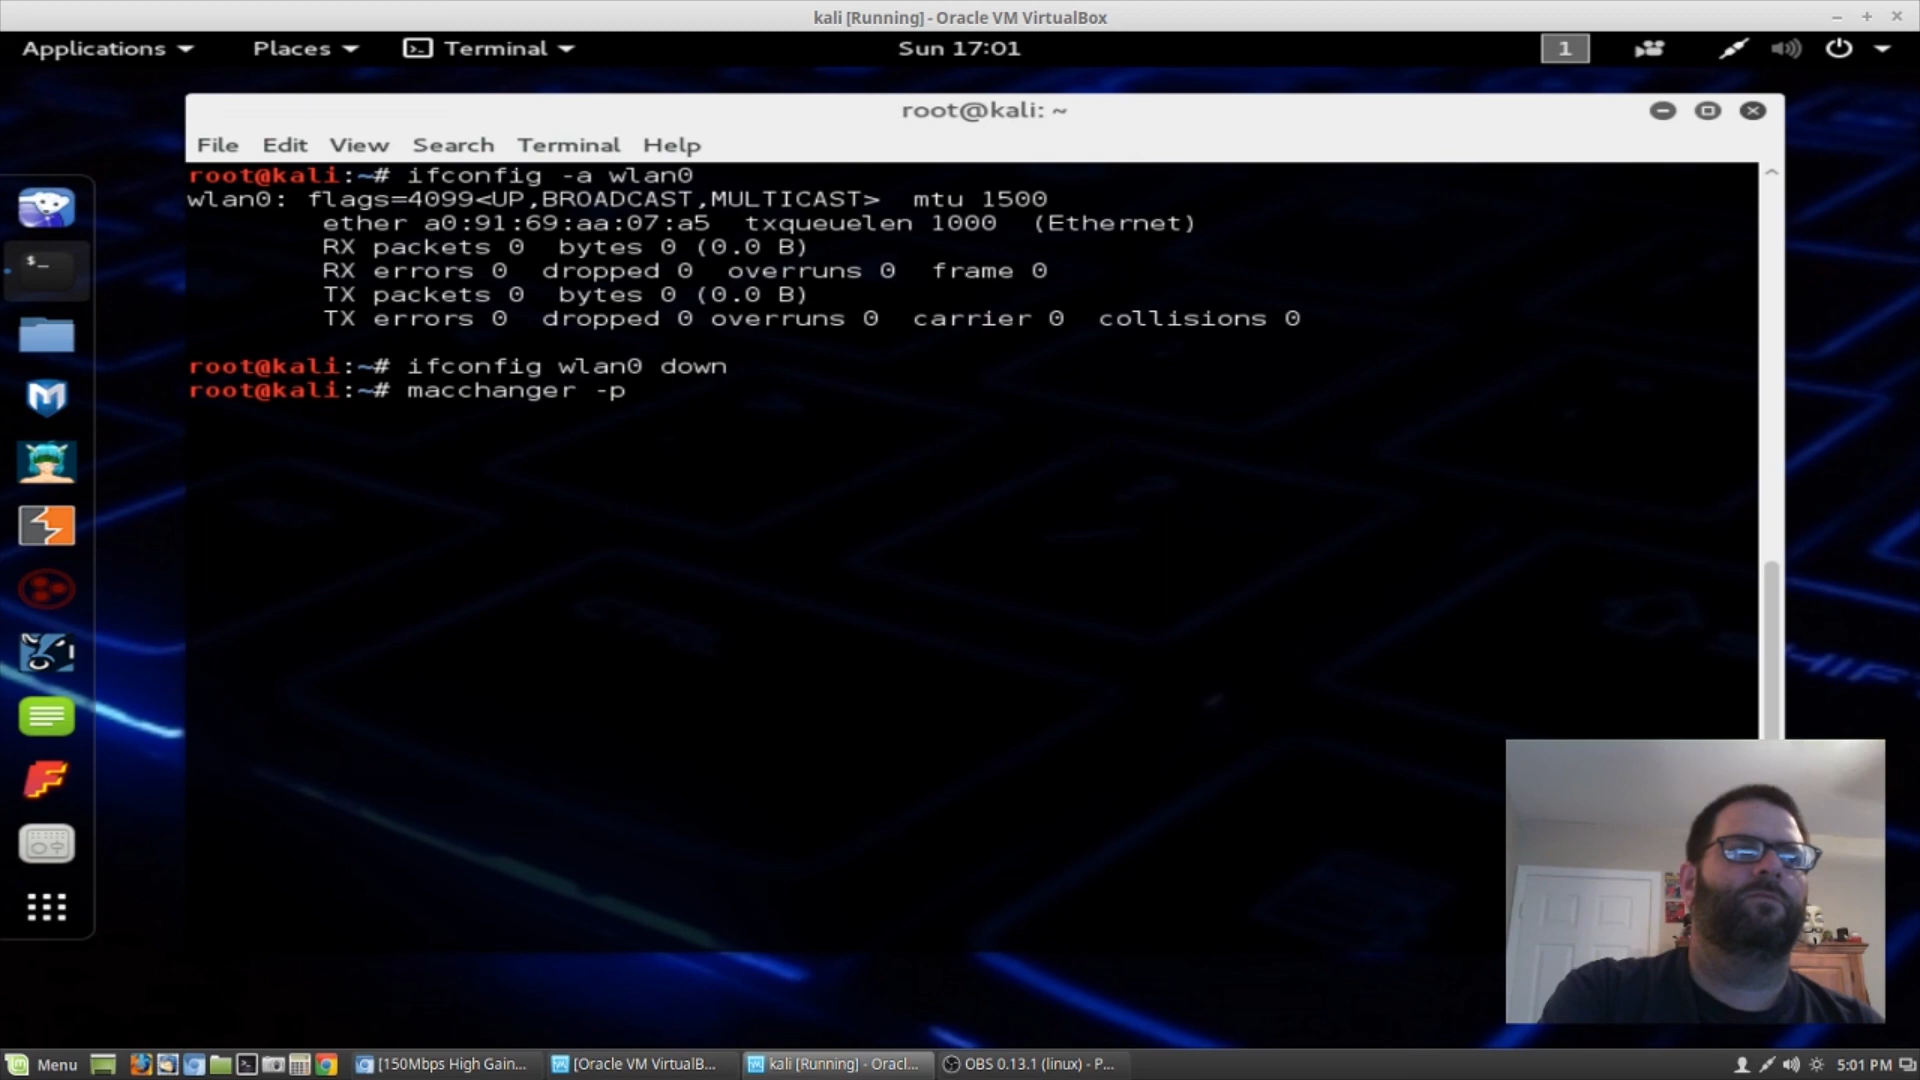 kali [Running] - Oracle VM VirtualBox
Applications Places Terminal Sun 17:01 1
root@kali: ~
File Edit View Search Terminal Help
root@kali:~# ifconfig -a wlan0
wlan0: flags=4099<UP,BROADCAST,MULTICAST>  mtu 1500
ether a0:91:69:aa:07:a5  txqueuelen 1000  (Ethernet)
RX packets 0  bytes 0 (0.0 B)
RX errors 0  dropped 0  overruns 0  frame 0
TX packets 0  bytes 0 (0.0 B)
TX errors 0  dropped 0 overruns 0  carrier 0  collisions 0
root@kali:~# ifconfig wlan0 down
root@kali:~# macchanger -p
Menu [150Mbps High Gain... [Oracle VM VirtualB... kali [Running] - Oracl... OBS 0.13.1 (linux) - P... 5:01 PM